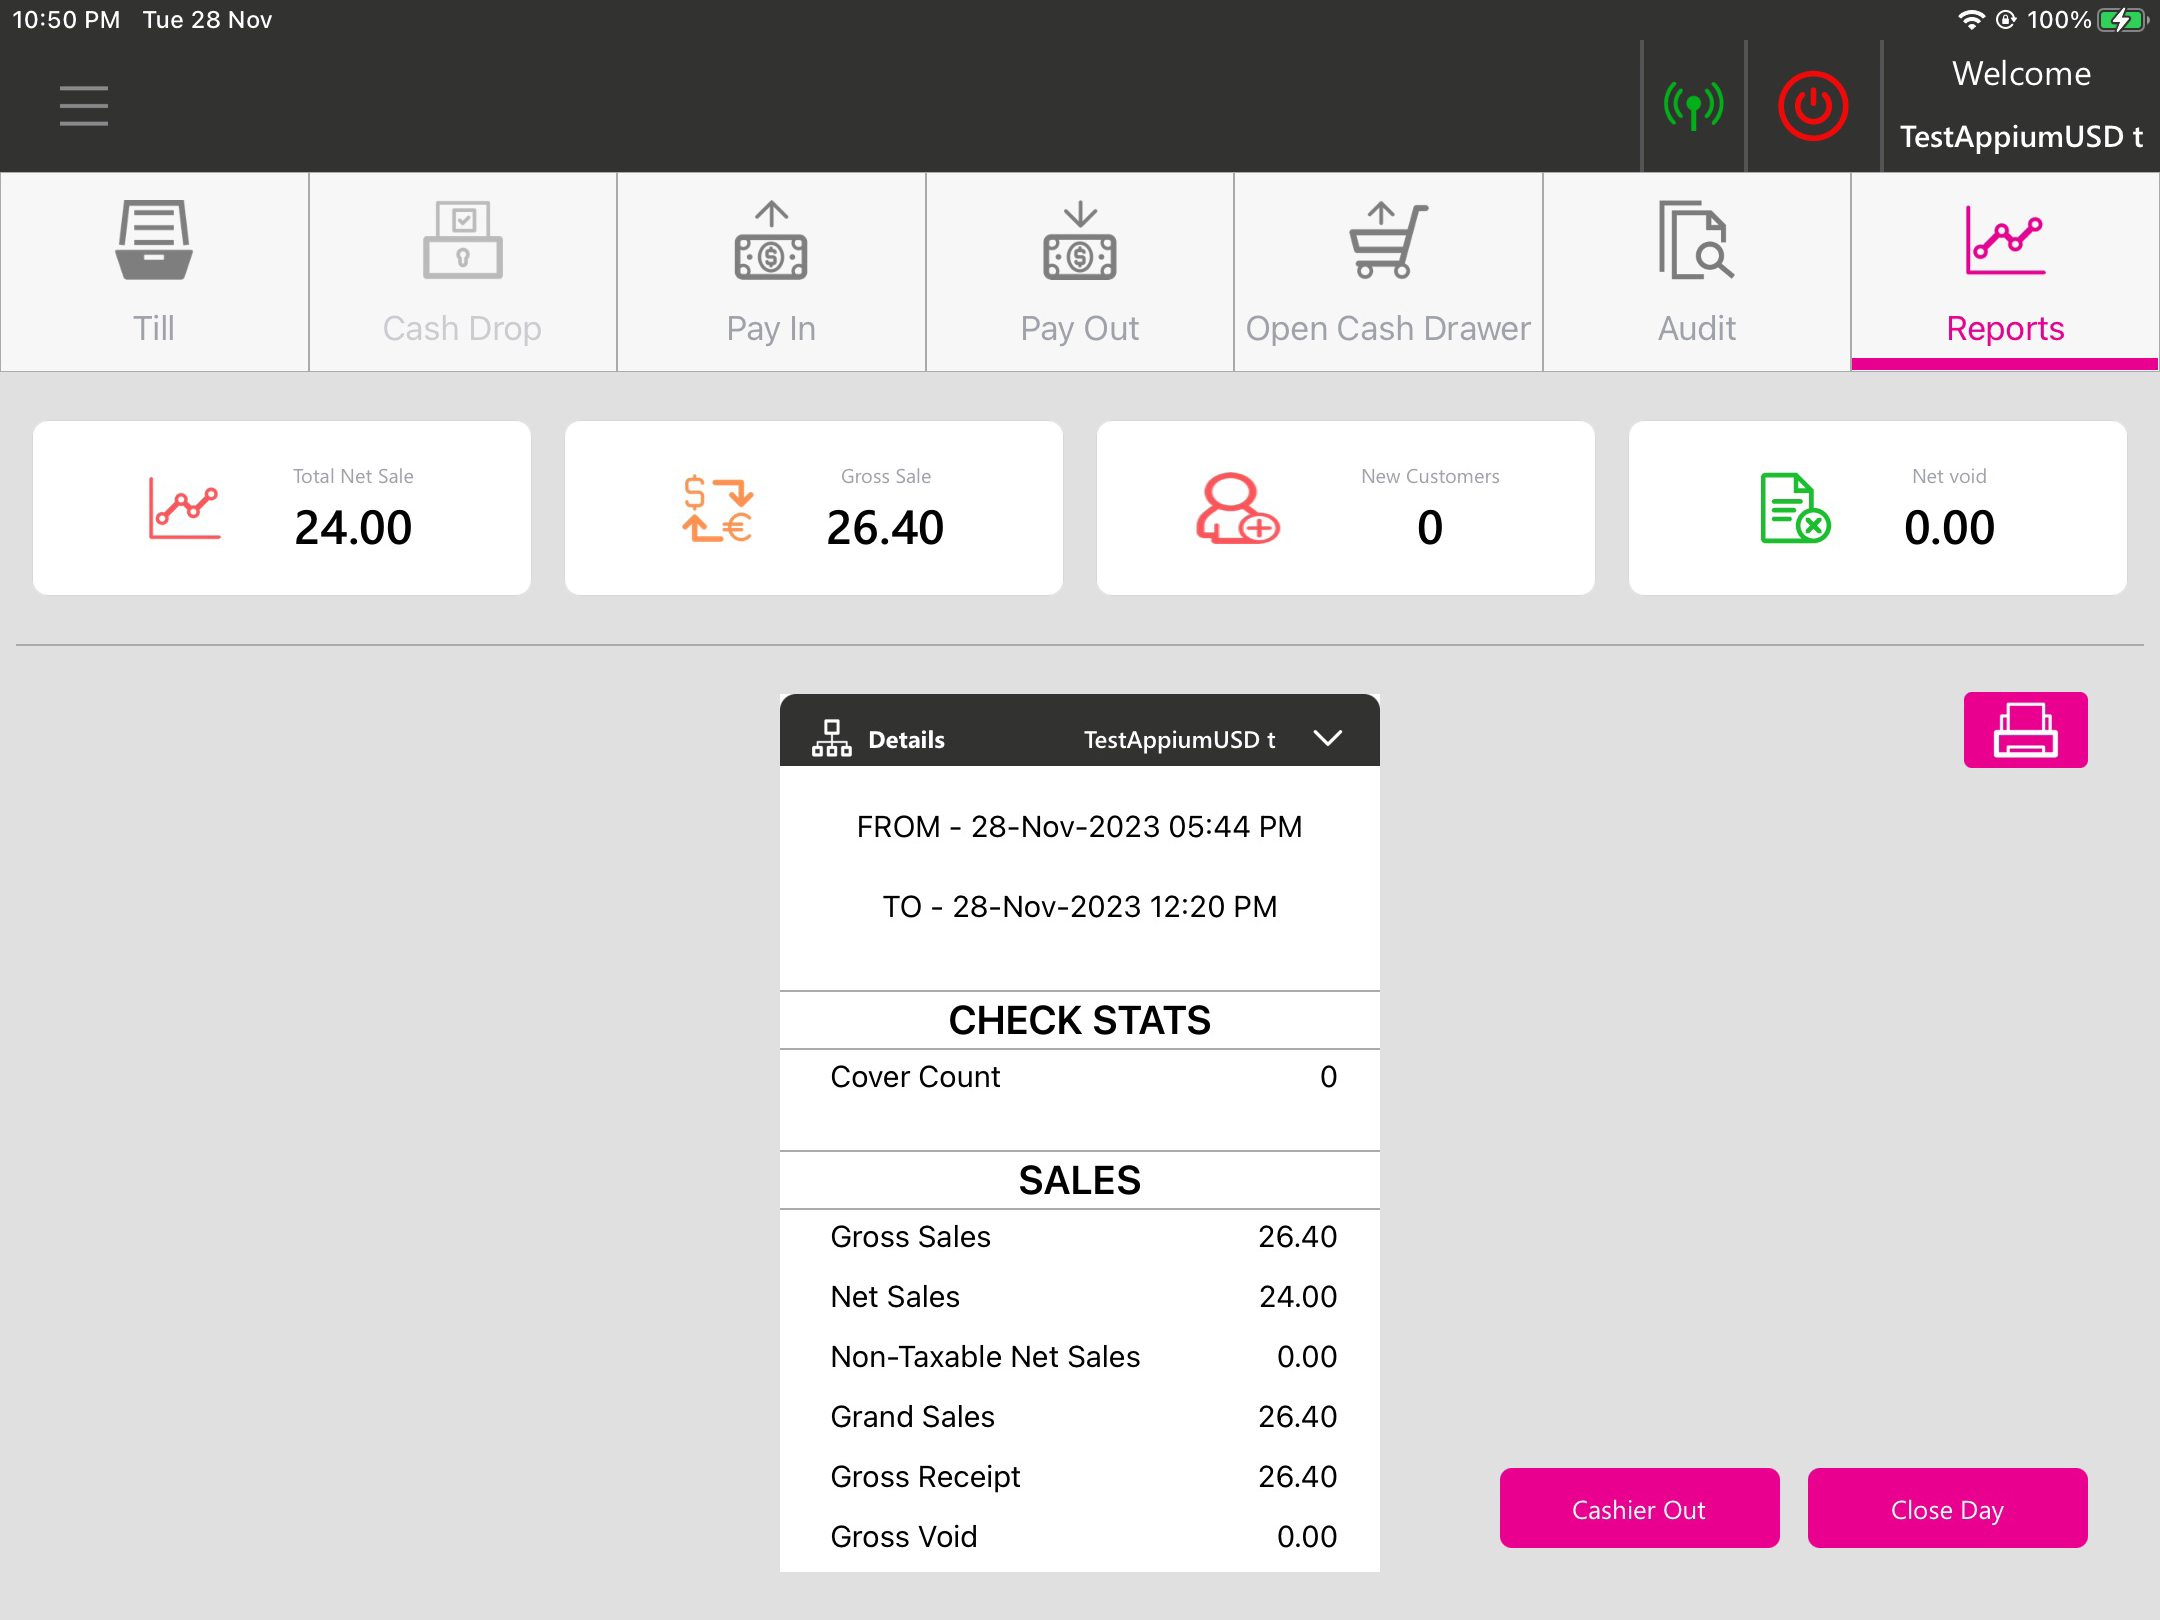 10:50 PM Tue 28 Nov 100%
Welcome
TestAppiumUSD t
Till Cash Drop Pay In Pay Out Open Cash Drawer Audit Reports
Total Net Sale Gross Sale New Customers Net void
24.00 26.40 0 0.00
Details TestAppiumUSD t
FROM - 28-Nov-2023 05:44 PM
TO - 28-Nov-2023 12:20 PM
CHECK STATS
Cover Count 0
SALES
Gross Sales 26.40
Net Sales 24.00
Non-Taxable Net Sales 0.00
Grand Sales 26.40
Gross Receipt 26.40
Gross Void 0.00
Cashier Out Close Day